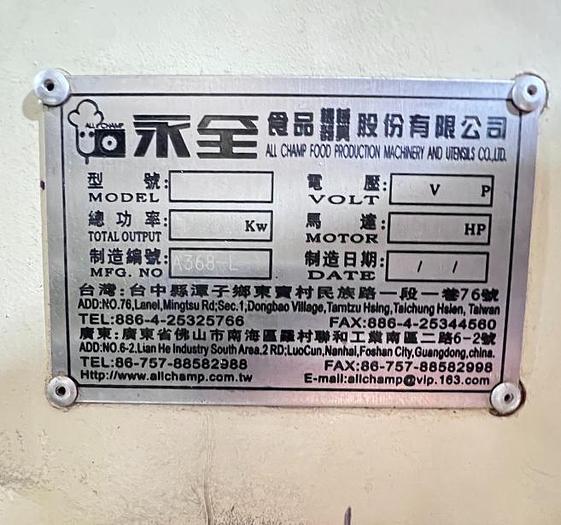 ALL CHAMP
永全 食品機械器具股份有限公司
ALL CHAMP FOOD PRODUCTION MACHINERY AND UTENSILS CO.,LTD.
型號: 電壓: V P
MODEL VOLT
總功率: Kw 馬達: HP
TOTAL OUTPUT MOTOR
制造編號: A368-L 制造日期: / /
MFG. NO DATE
台灣:台中縣潭子鄉東寶村民族路一段一巷76號
ADD:NO.76,Lanel,Mingtsu Rd;Sec.1,Dongbao Village,Tamtzu Hsing,Taichung Hsien, Taiwan
TEL:886-4-25325766 FAX:886-4-25344560
廣東:廣東省佛山市南海區羅村聯和工業南區二路6-2號
ADD:NO.6-2,Lian He Industry South Area.2 RD;LuoCun,Nanhai,Foshan City,Guangdong,china.
TEL:86-757-88582988 FAX:86-757-88582998
Http://www.allchamp.com.tw E-mail:allchamp@vip.163.com